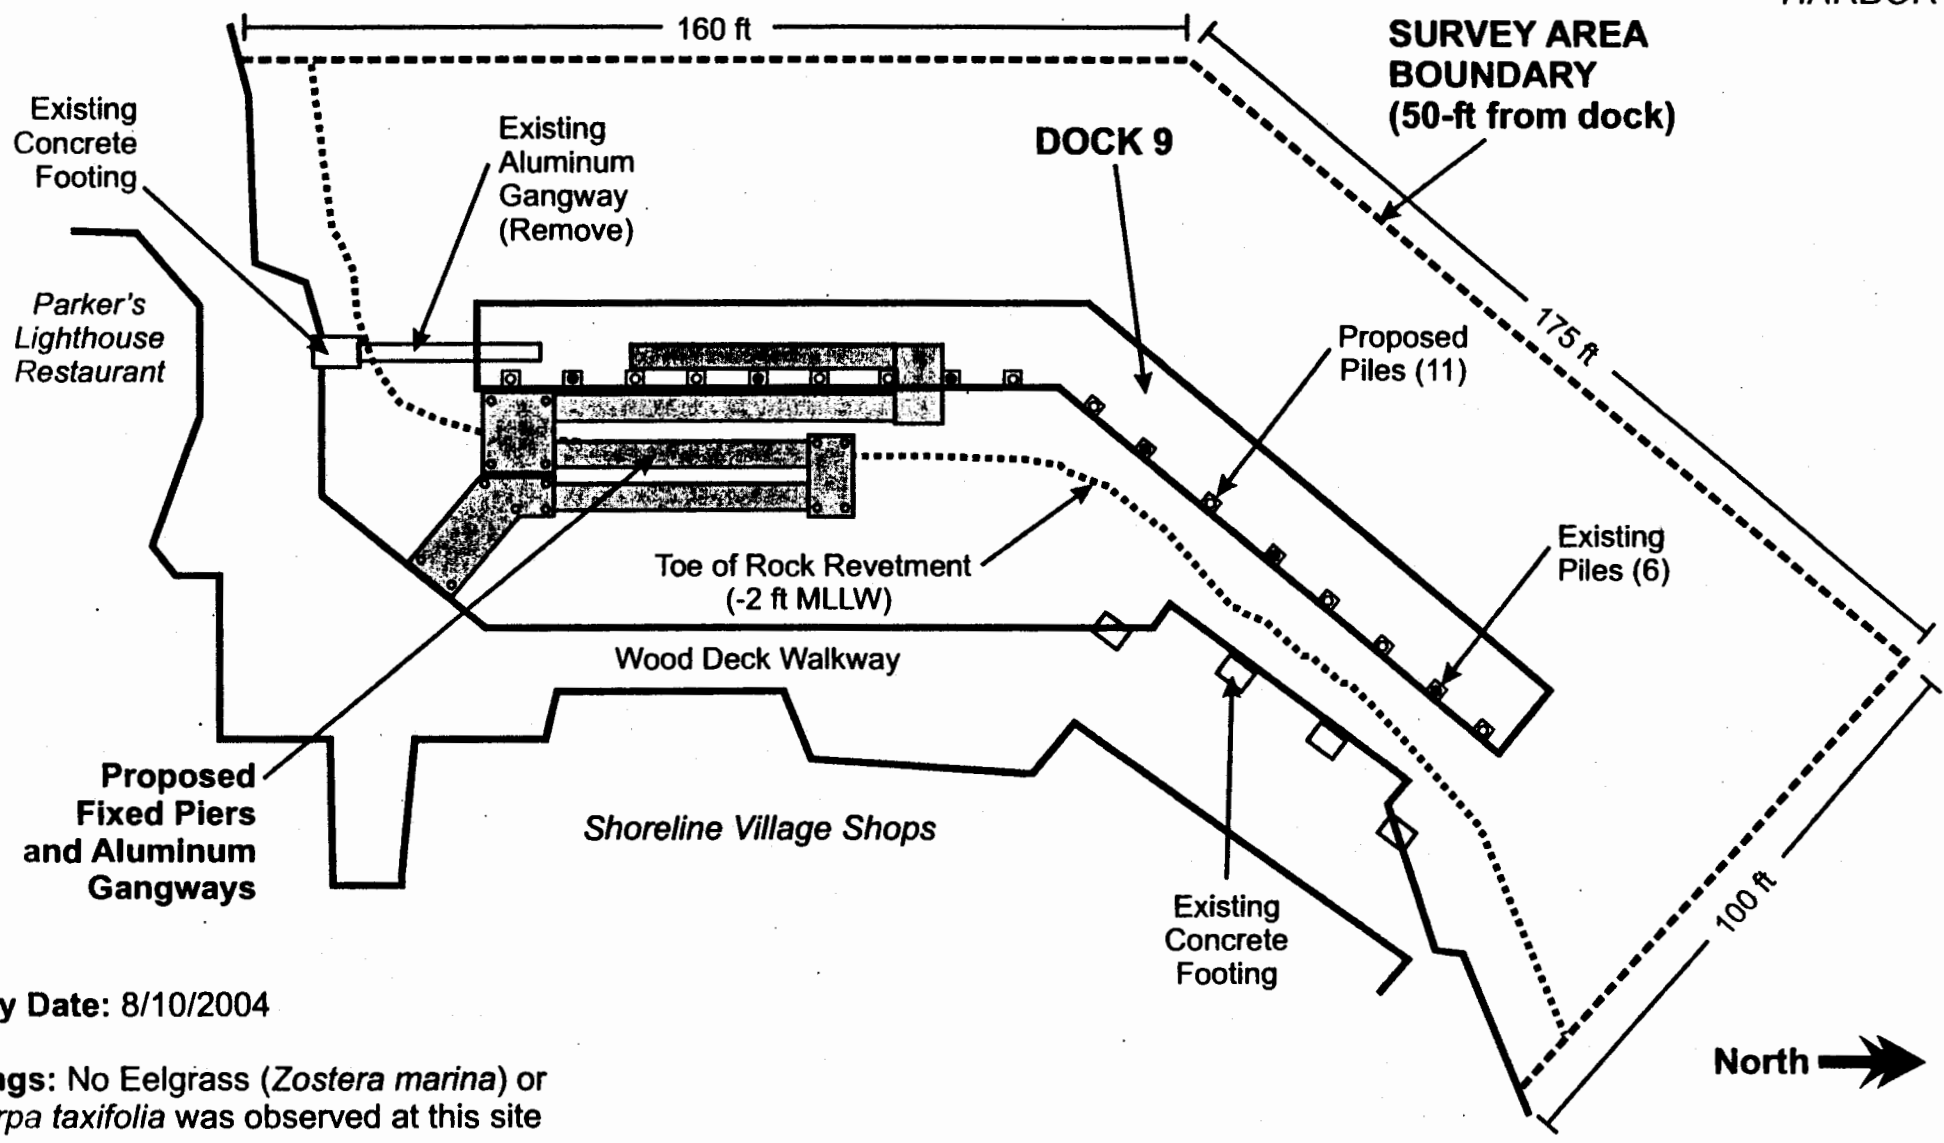 HARBOR
160 ft
SURVEY AREA
BOUNDARY
(50-ft from dock)
Existing
Concrete
Footing
Existing
Aluminum
Gangway
(Remove)
DOCK 9
175 ft
Parker's
Lighthouse
Restaurant
Proposed
Piles (11)
Existing
Piles (6)
Toe of Rock Revetment
(-2 ft MLLW)
Wood Deck Walkway
Proposed
Fixed Piers
and Aluminum
Gangways
Shoreline Village Shops
Existing
Concrete
Footing
100 ft
y Date: 8/10/2004
North
ngs: No Eelgrass (Zostera marina) or
rpa taxifolia was observed at this site